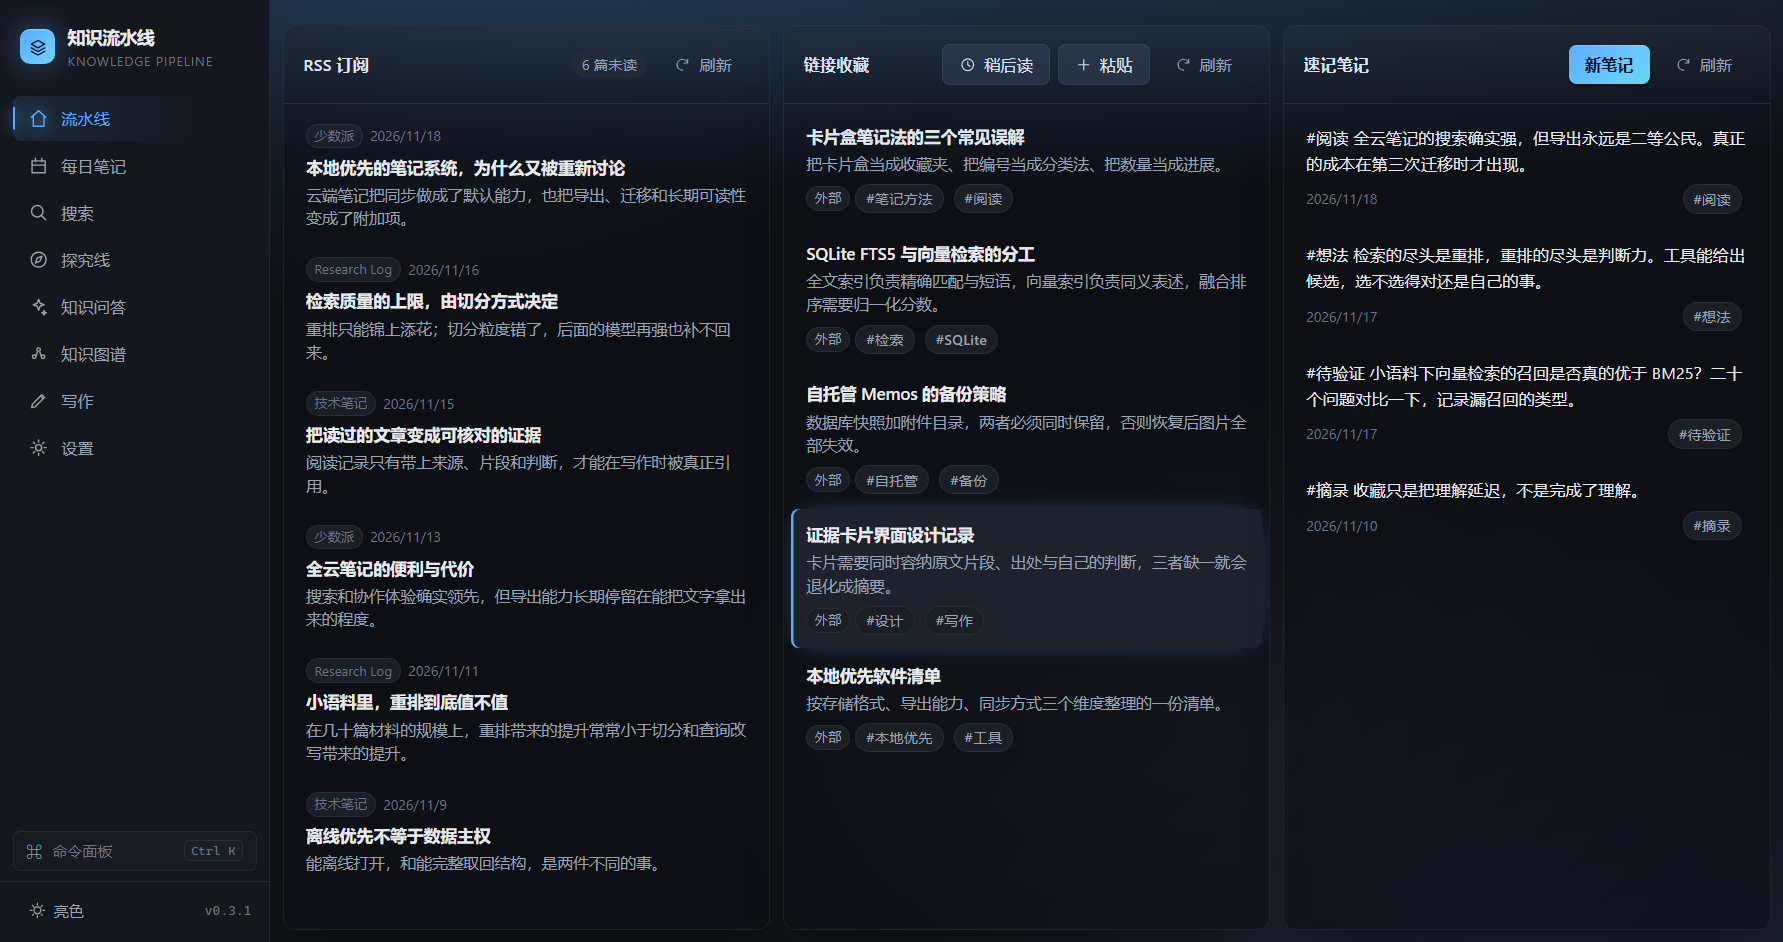 知识流水线
KNOWLEDGE PIPELINE
流水线
每日笔记
搜索
探究线
知识问答
知识图谱
写作
设置
命令面板 Ctrl K
亮色 v0.3.1
RSS 订阅 6 篇未读 刷新
少数派 2026/11/18
本地优先的笔记系统，为什么又被重新讨论
云端笔记把同步做成了默认能力，也把导出、迁移和长期可读性
变成了附加项。
Research Log 2026/11/16
检索质量的上限，由切分方式决定
重排只能锦上添花；切分粒度错了，后面的模型再强也补不回
来。
技术笔记 2026/11/15
把读过的文章变成可核对的证据
阅读记录只有带上来源、片段和判断，才能在写作时被真正引
用。
少数派 2026/11/13
全云笔记的便利与代价
搜索和协作体验确实领先，但导出能力长期停留在能把文字拿出
来的程度。
Research Log 2026/11/11
小语料里，重排到底值不值
在几十篇材料的规模上，重排带来的提升常常小于切分和查询改
写带来的提升。
技术笔记 2026/11/9
离线优先不等于数据主权
能离线打开，和能完整取回结构，是两件不同的事。
链接收藏 稍后读 粘贴 刷新
卡片盒笔记法的三个常见误解
把卡片盒当成收藏夹、把编号当成分类法、把数量当成进展。
外部 #笔记方法 #阅读
SQLite FTS5 与向量检索的分工
全文索引负责精确匹配与短语，向量索引负责同义表述，融合排
序需要归一化分数。
外部 #检索 #SQLite
自托管 Memos 的备份策略
数据库快照加附件目录，两者必须同时保留，否则恢复后图片全
部失效。
外部 #自托管 #备份
证据卡片界面设计记录
卡片需要同时容纳原文片段、出处与自己的判断，三者缺一就会
退化成摘要。
外部 #设计 #写作
本地优先软件清单
按存储格式、导出能力、同步方式三个维度整理的一份清单。
外部 #本地优先 #工具
速记笔记 新笔记 刷新
#阅读 全云笔记的搜索确实强，但导出永远是二等公民。真正
的成本在第三次迁移时才出现。
2026/11/18 #阅读
#想法 检索的尽头是重排，重排的尽头是判断力。工具能给出
候选，选不选得对还是自己的事。
2026/11/17 #想法
#待验证 小语料下向量检索的召回是否真的优于 BM25？二十
个问题对比一下，记录漏召回的类型。
2026/11/17 #待验证
#摘录 收藏只是把理解延迟，不是完成了理解。
2026/11/10 #摘录